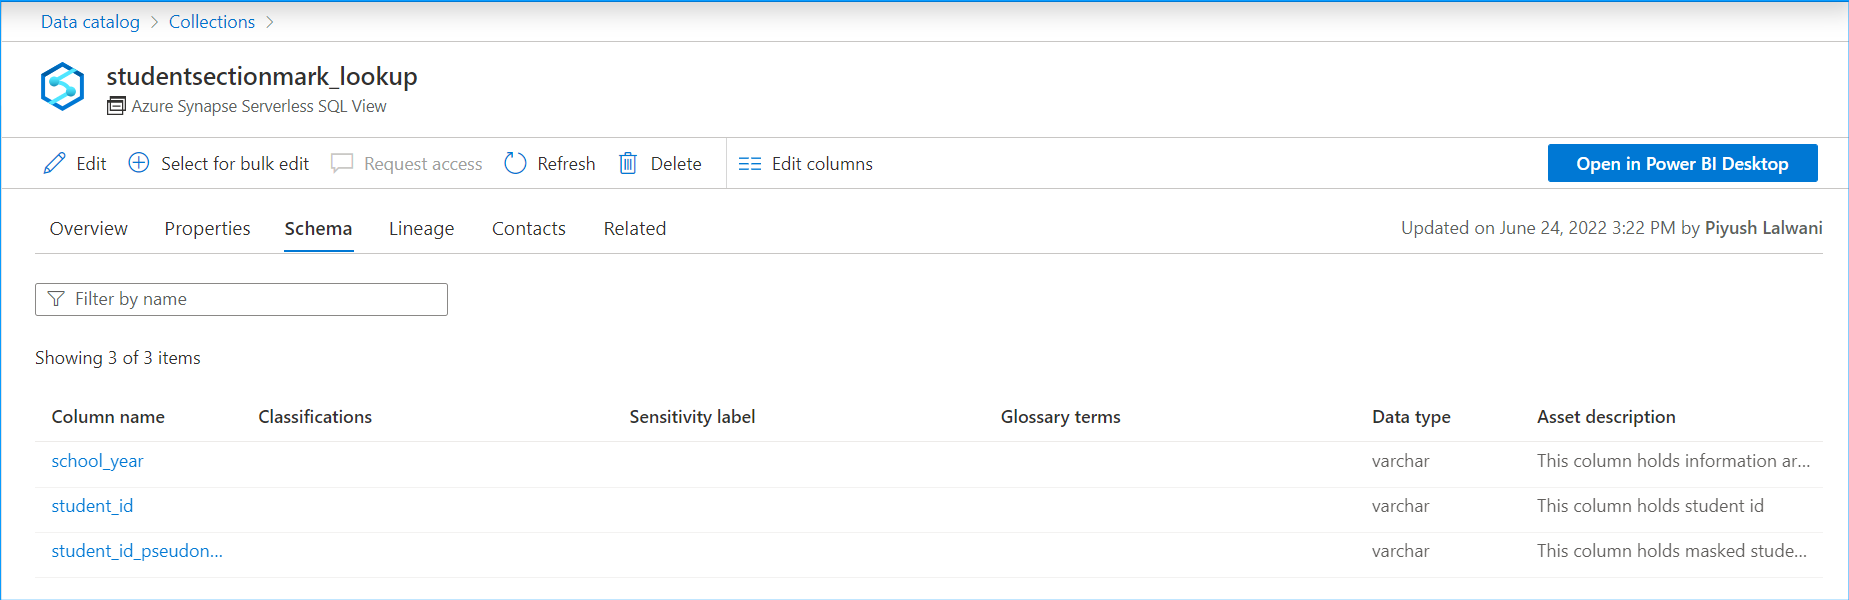 Data catalog > Collections >
studentsectionmark_lookup
Azure Synapse Serverless SQL View
Edit Select for bulk edit Request access Refresh Delete Edit columns Open in Power BI Desktop
Overview Properties Schema Lineage Contacts Related Updated on June 24, 2022 3:22 PM by Piyush Lalwani
Filter by name
Showing 3 of 3 items
Column name Classifications Sensitivity label Glossary terms Data type Asset description
school_year varchar This column holds information ar...
student_id varchar This column holds student id
student_id_pseudon... varchar This column holds masked stude...